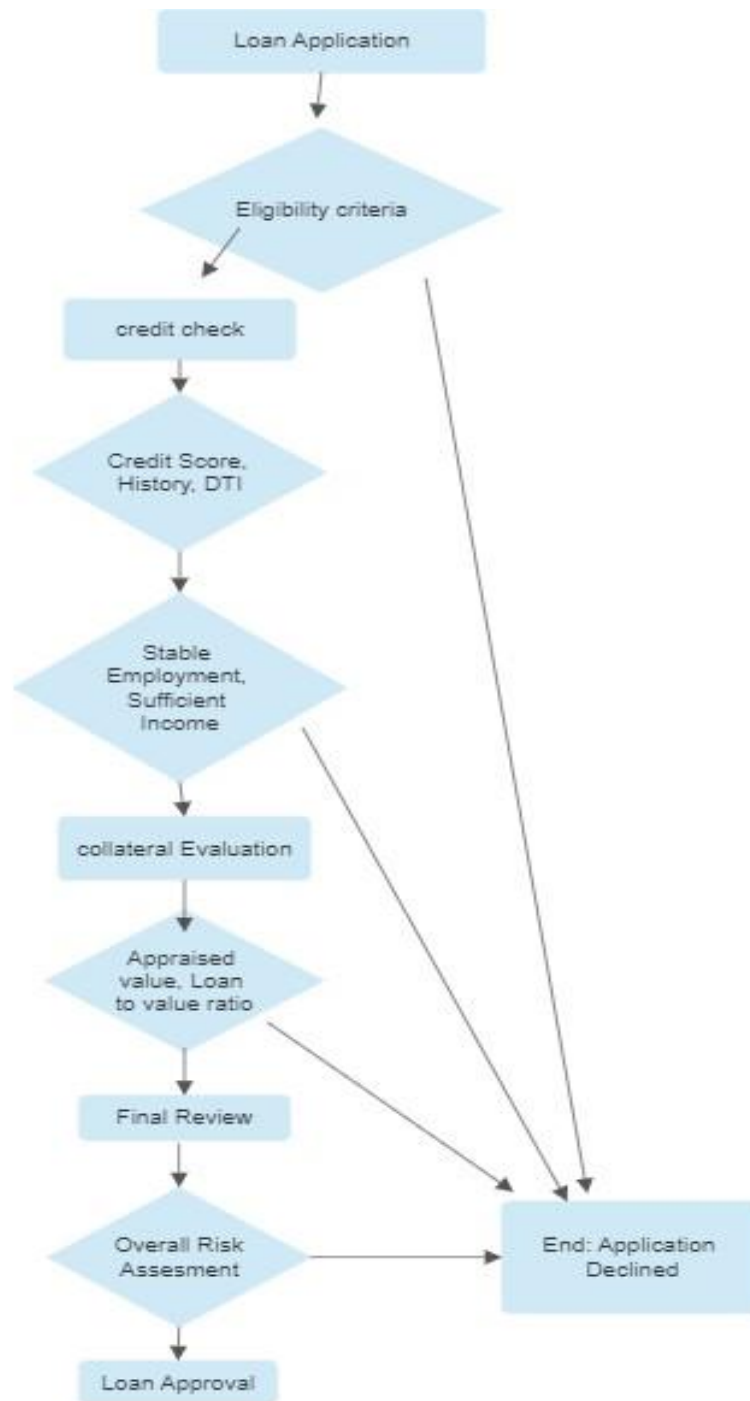 Loan Application
Eligibility criteria
credit check
Credit Score,
History, DTI
Stable
Employment,
Sufficient
Income
collateral Evaluation
Appraised
value, Loan
to value ratio
Final Review
Overall Risk
Assesment
End: Application
Declined
Loan Approval